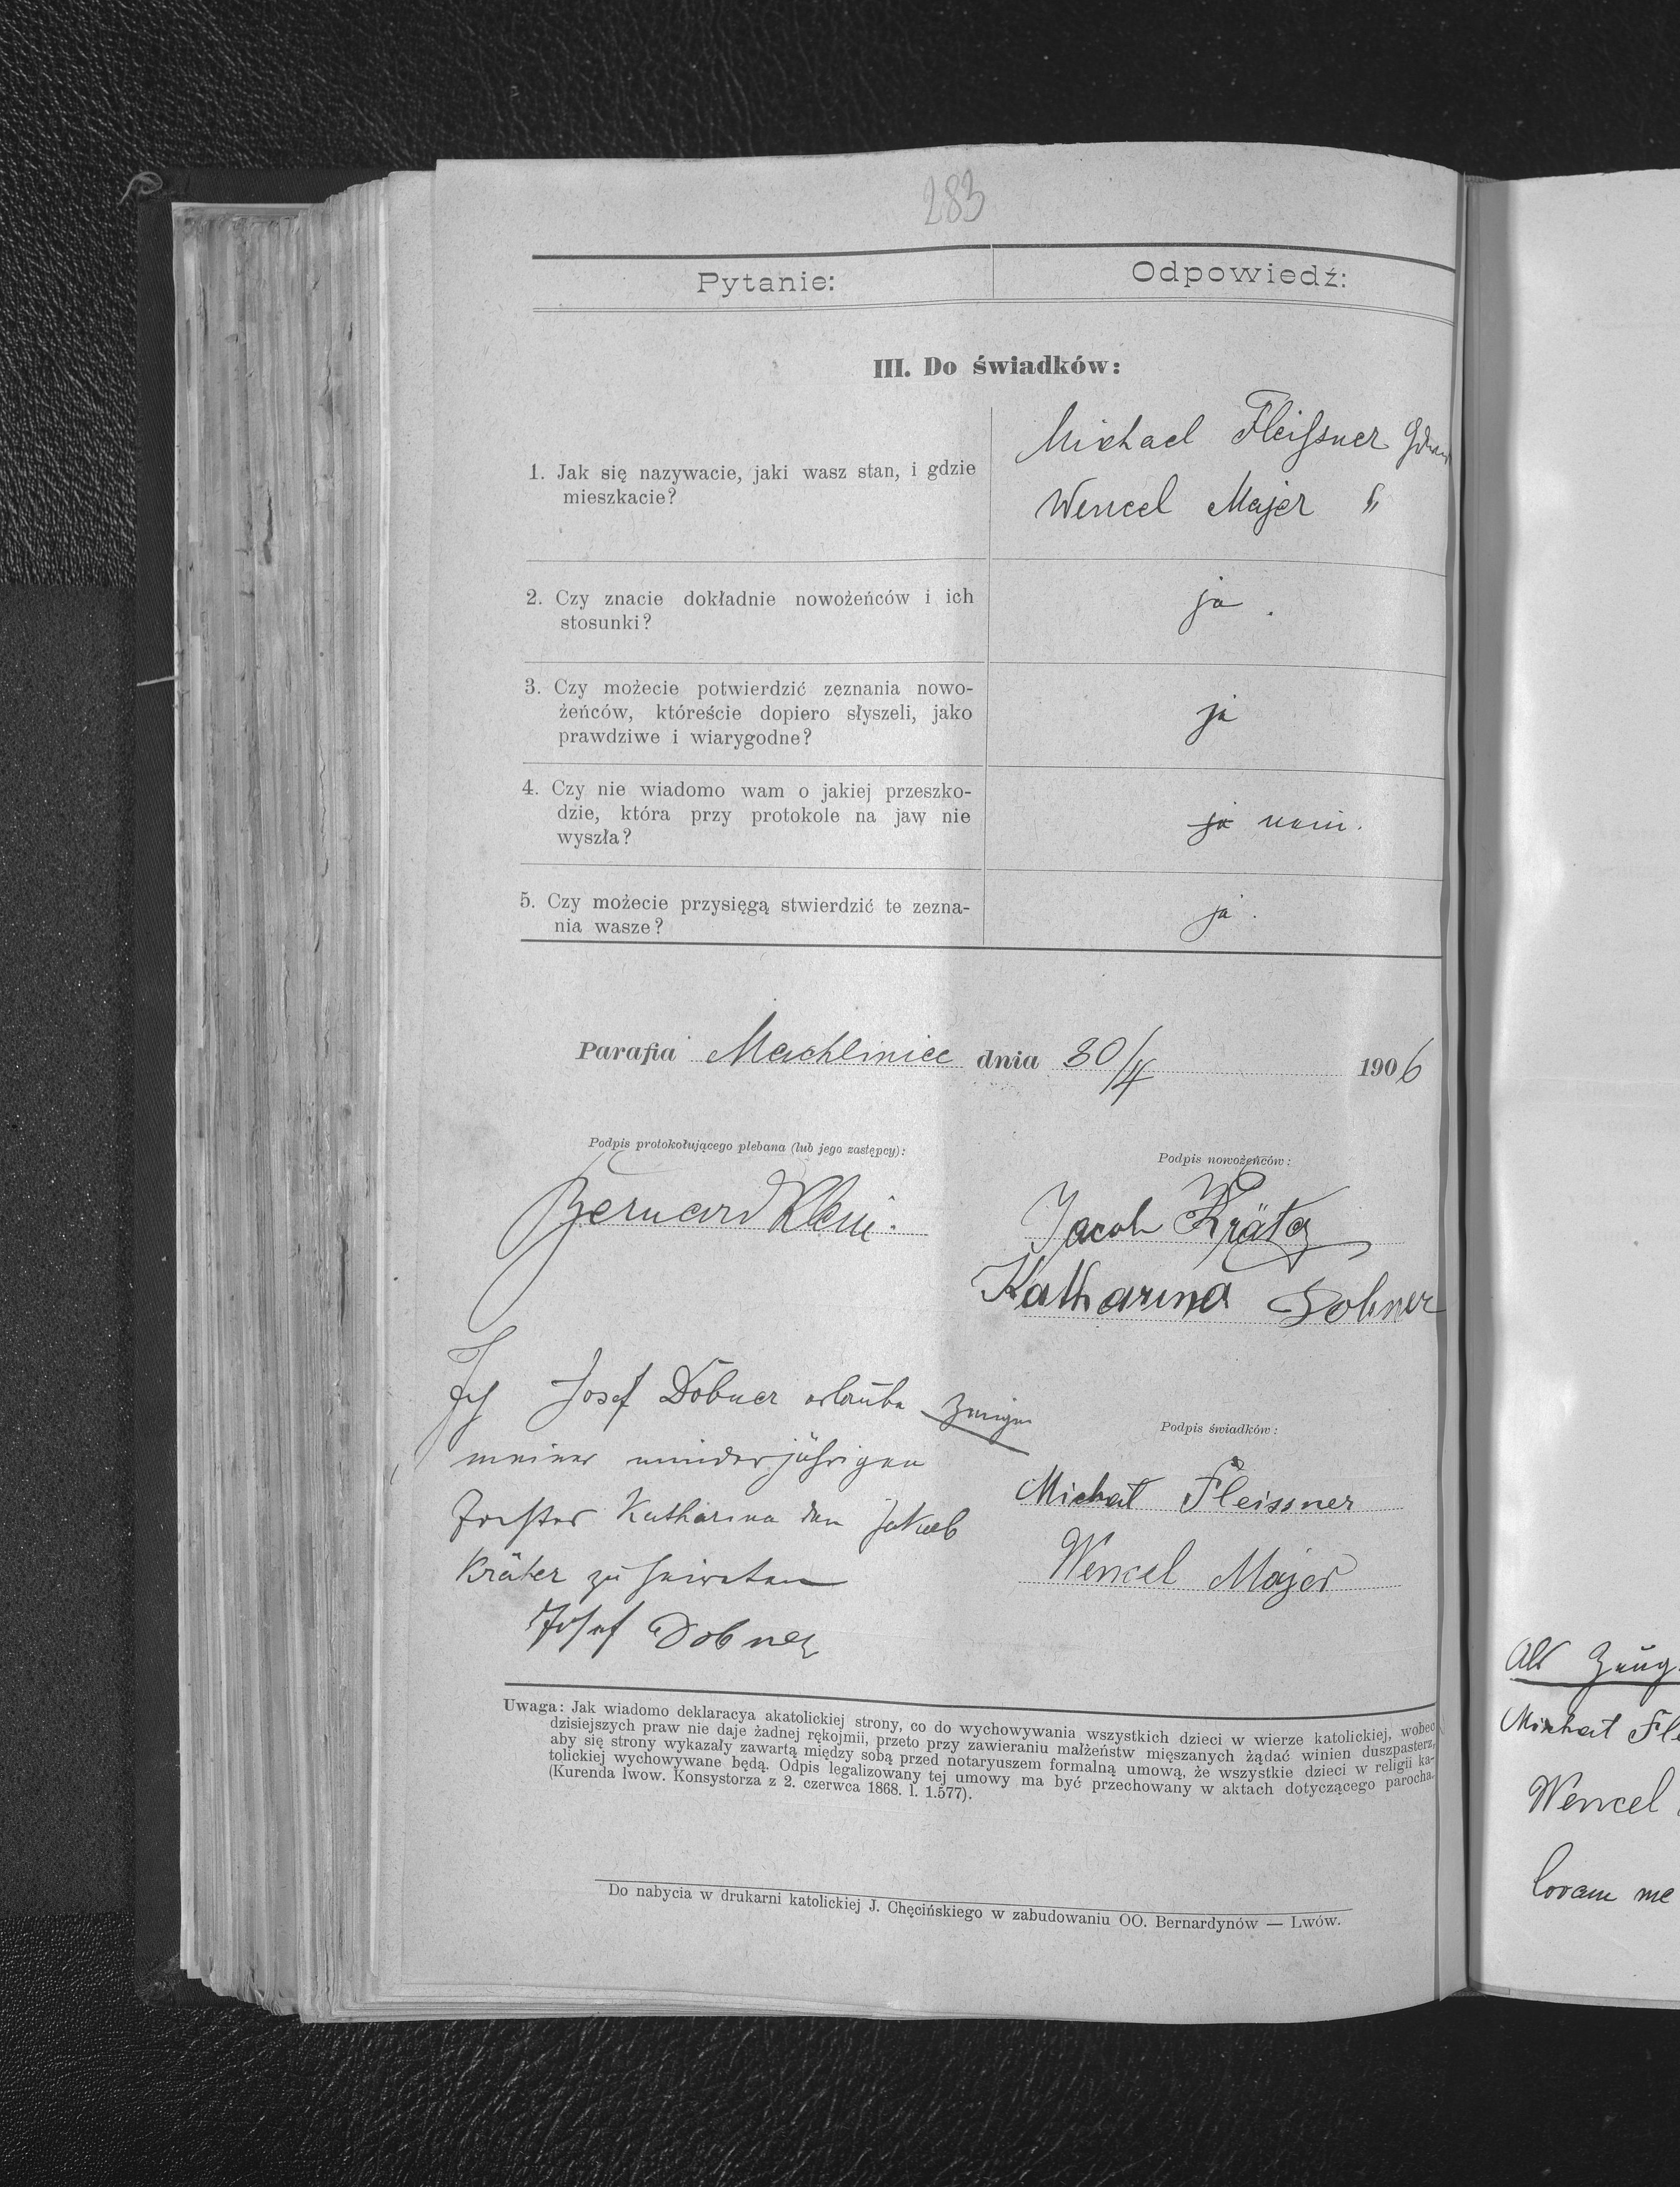 283
Pytanie: Odpowiedź:
III. Do świadków:
1. Jak się nazywacie, jaki wasz stan, i gdzie
mieszkacie?
Michael Fleißner
Wencel Majer "
2. Czy znacie dokładnie nowożeńców i ich
stosunki?
ja.
3. Czy możecie potwierdzić zeznania nowo-
żeńców, któreście dopiero słyszeli, jako
prawdziwe i wiarygodne?
ja
4. Czy nie wiadomo wam o jakiej przeszko-
dzie, która przy protokole na jaw nie
wyszła?
ja nein.
5. Czy możecie przysięgą stwierdzić te zezna-
nia wasze?
ja.
Parafia Machliniec dnia 30/4 1906
Podpis protokołującego plebana (lub jego zastępcy):
Bernard Klein.
Podpis nowożeńców:
Jacob
Katharina Dobner
Ich Josef Dobner erlaube
meiner minderjährigen
Tochter Katharina den Jakob
Kräter zu heiraten
Josef Dobner
Podpis świadków:
Michał Fleissner
Wencel Majer
Uwaga: Jak wiadomo deklaracya akatolickiej strony, co do wychowywania wszystkich dzieci w wierze katolickiej, wobec
dzisiejszych praw nie daje żadnej rękojmii, przeto przy zawieraniu małżeństw mięszanych żądać winien duszpasterz,
aby się strony wykazały zawartą między sobą przed notaryuszem formalną umową, że wszystkie dzieci w religii ka-
tolickiej wychowywane będą. Odpis legalizowany tej umowy ma być przechowany w aktach dotyczącego parocha.
(Kurenda lwow. Konsystorza z 2. czerwca 1868. l. 1.577).
Do nabycia w drukarni katolickiej J. Chęcińskiego w zabudowaniu OO. Bernardynów — Lwów.
Als Zeug
Michał Fle
Wencel
Coram me